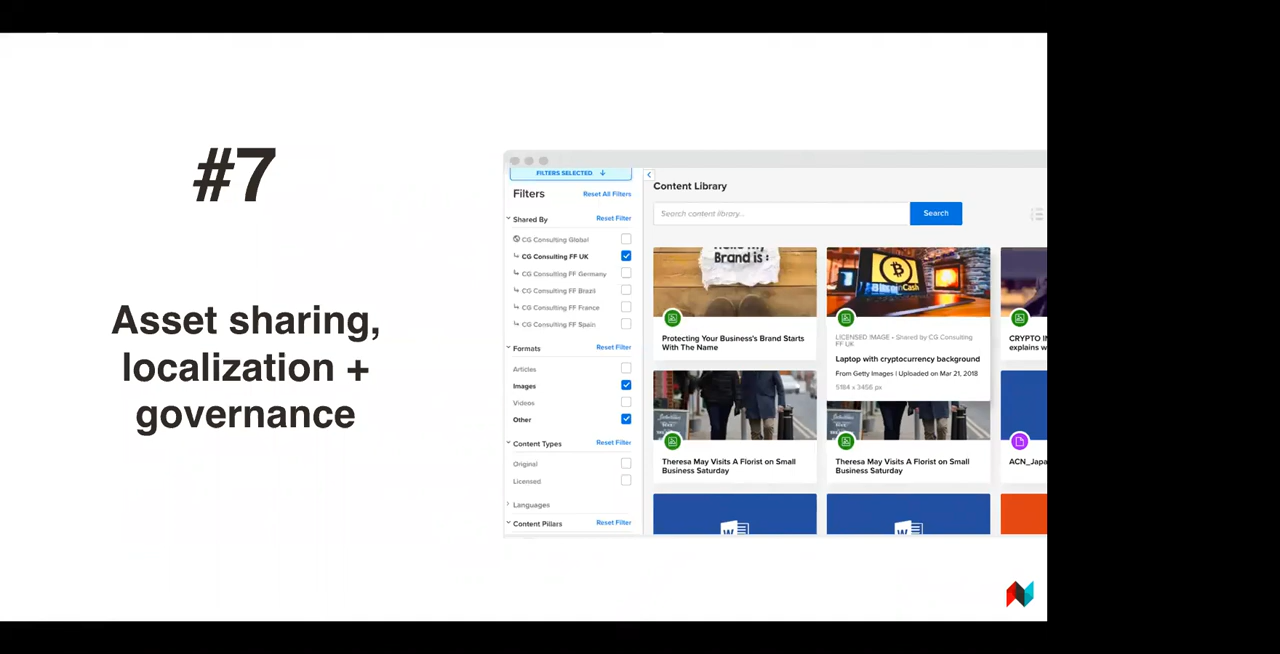 #7
Asset sharing,
localization +
governance
FILTERS SELECTED
Filters
Reset All Filters
Shared By
Reset Filter
CG Consulting Global
CG Consulting FF UK
CG Consulting FF Germany
CG Consulting FF Brazil
CG Consulting FF France
CG Consulting FF Spain
Formats
Reset Filter
Articles
Images
Videos
Other
Content Types
Reset Filter
Original
Licensed
Languages
Content Pillars
Reset Filter
Content Library
Search content library...
Search
Brand is :
Protecting Your Business's Brand Starts
With The Name
LICENSED IMAGE • Shared by CG Consulting
FF UK
Laptop with cryptocurrency background
From Getty Images | Uploaded on Mar 21, 2018
5184 x 3456 px
CRYPTO
explains w
Theresa May Visits A Florist on Small
Business Saturday
Theresa May Visits A Florist on Small
Business Saturday
ACN_Japa
W
W